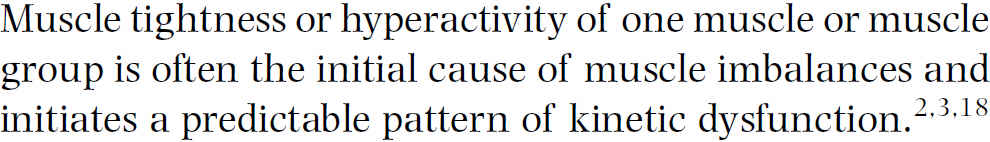 Muscle tightness or hyperactivity of one muscle or muscle
group is often the initial cause of muscle imbalances and
initiates a predictable pattern of kinetic dysfunction.2,3,18